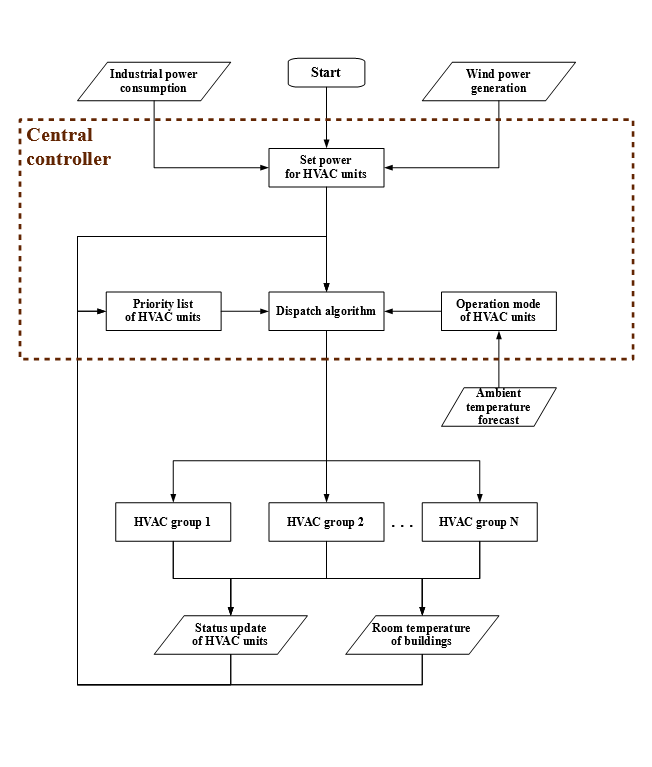 Industrial power
consumption
Start
Wind power
generation
Central
controller
Set power
for HVAC units
Priority list
of HVAC units
Dispatch algorithm
Operation mode
of HVAC units
Ambient
temperature
forecast
HVAC group 1
HVAC group 2
. . .
HVAC group N
Status update
of HVAC units
Room temperature
of buildings